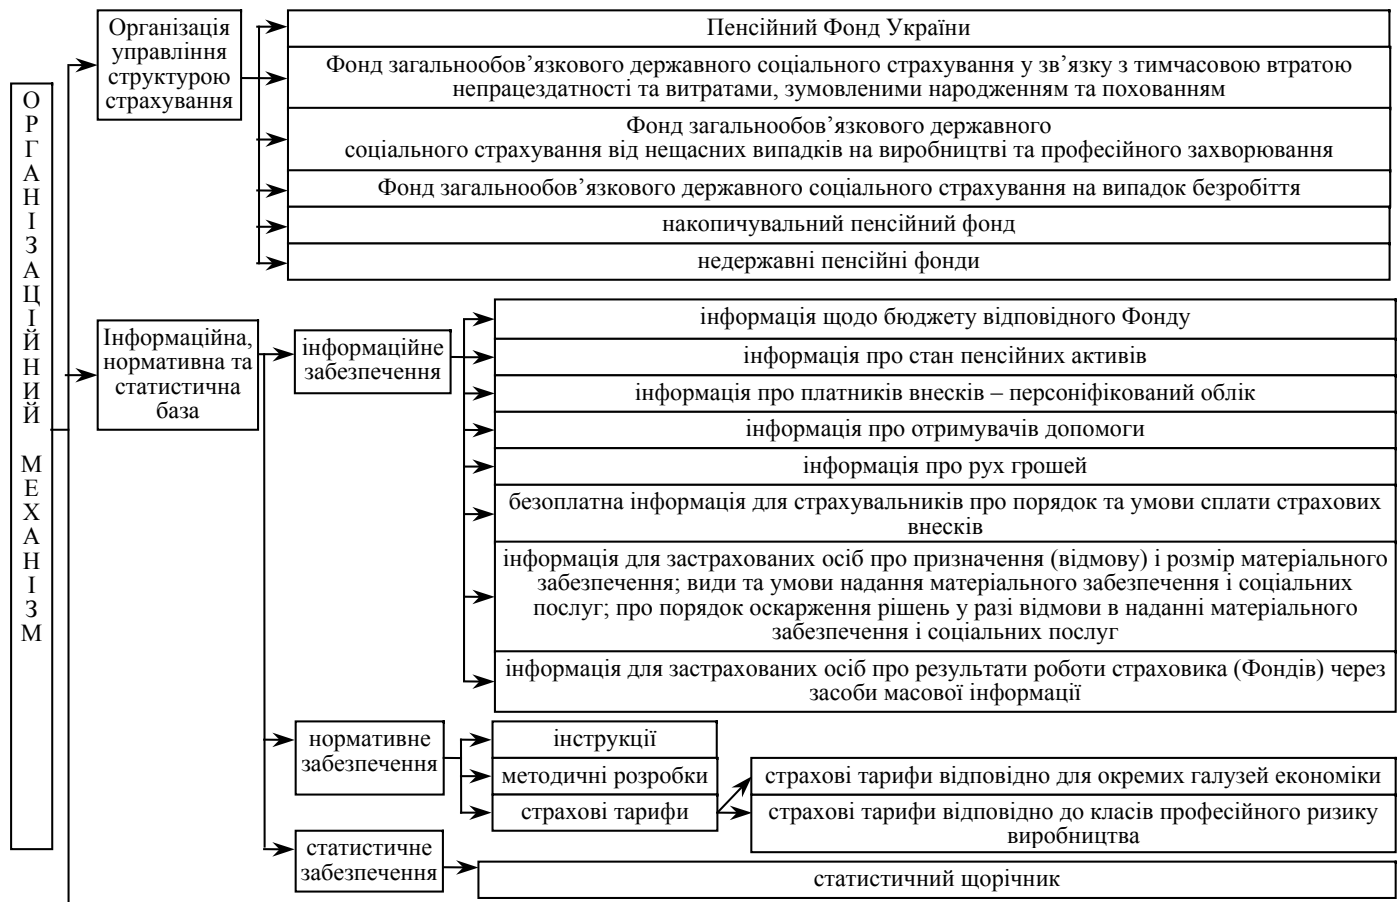 ОРГАНІЗАЦІЙНИЙ МЕХАНІЗМ
Організація
управління
структурою
страхування
Пенсійний Фонд України
Фонд загальнообов’язкового державного соціального страхування у зв’язку з тимчасовою втратою
непрацездатності та витратами, зумовленими народженням та похованням
Фонд загальнообов’язкового державного
соціального страхування від нещасних випадків на виробництві та професійного захворювання
Фонд загальнообов’язкового державного соціального страхування на випадок безробіття
накопичувальний пенсійний фонд
недержавні пенсійні фонди
Інформаційна,
нормативна та
статистична
база
інформаційне
забезпечення
інформація щодо бюджету відповідного Фонду
інформація про стан пенсійних активів
інформація про платників внесків – персоніфікований облік
інформація про отримувачів допомоги
інформація про рух грошей
безоплатна інформація для страхувальників про порядок та умови сплати страхових
внесків
інформація для застрахованих осіб про призначення (відмову) і розмір матеріального
забезпечення; види та умови надання матеріального забезпечення і соціальних
послуг; про порядок оскарження рішень у разі відмови в наданні матеріального
забезпечення і соціальних послуг
інформація для застрахованих осіб про результати роботи страховика (Фондів) через
засоби масової інформації
нормативне
забезпечення
інструкції
методичні розробки
страхові тарифи
страхові тарифи відповідно для окремих галузей економіки
страхові тарифи відповідно до класів професійного ризику
виробництва
статистичне
забезпечення
статистичний щорічник